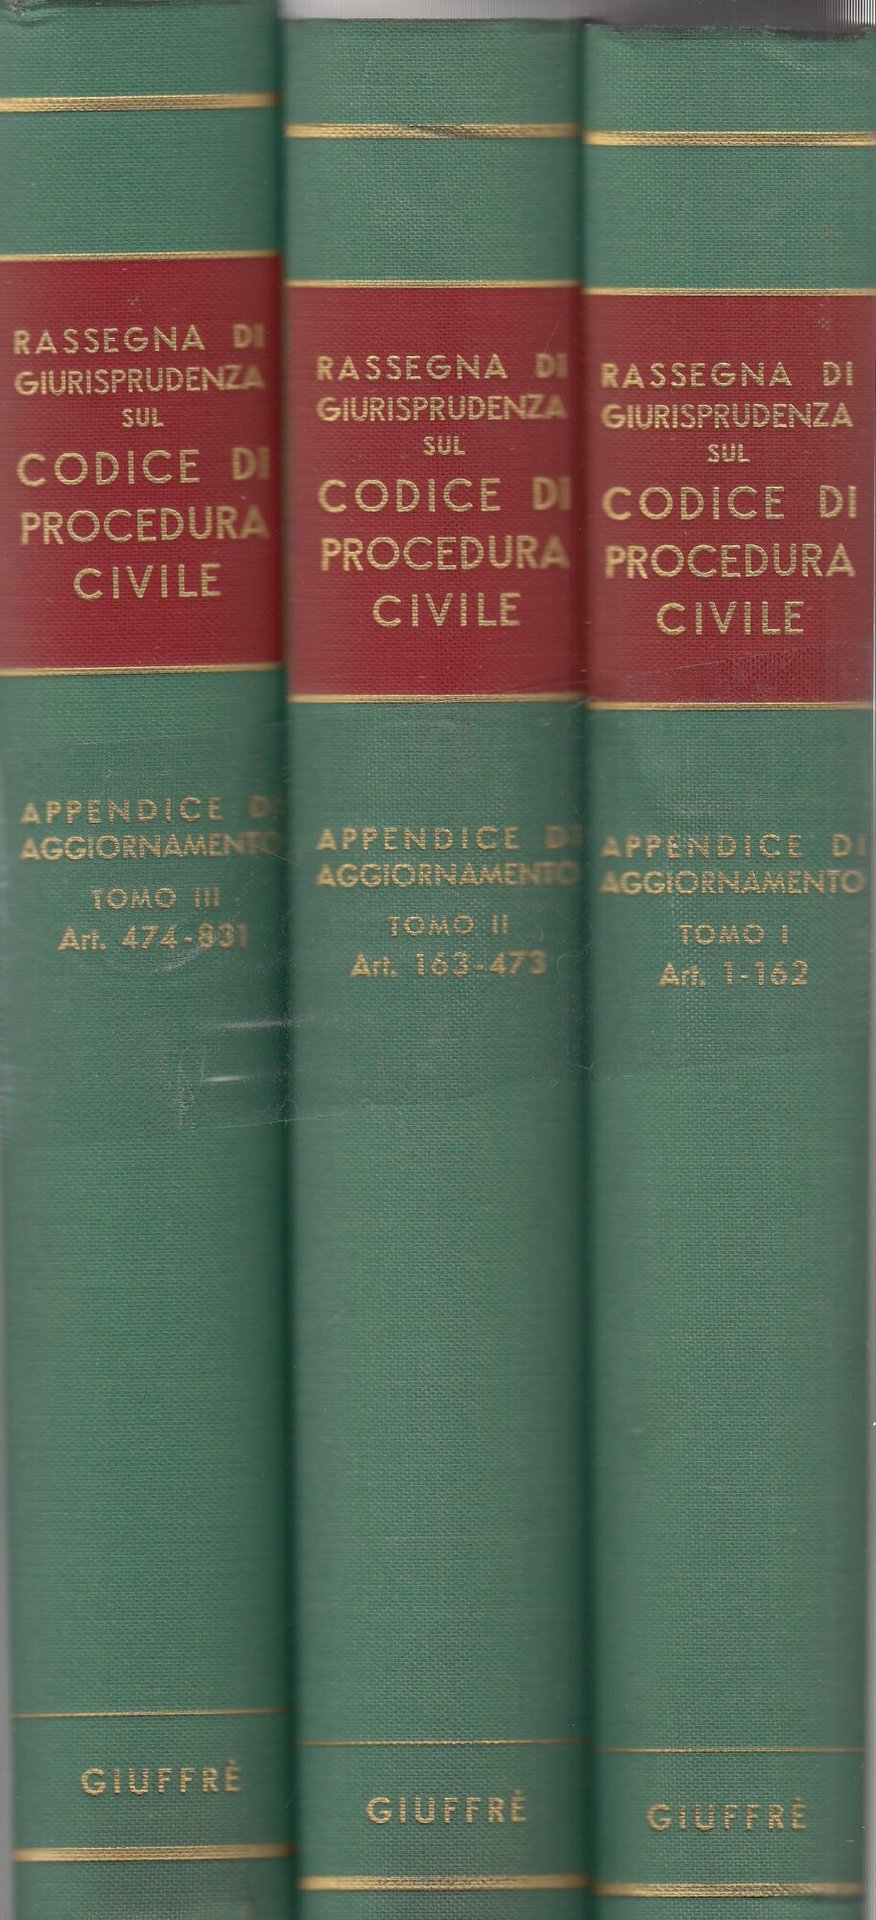 RASSEGNA DI
GIURISPRUDENZA
SUL
CODICE DI
PROCEDURA
CIVILE
APPENDICE DI
AGGIORNAMENTO
TOMO III
Art. 474-831
GIUFFRÈ
RASSEGNA DI
GIURISPRUDENZA
SUL
CODICE DI
PROCEDURA
CIVILE
APPENDICE DI
AGGIORNAMENTO
TOMO II
Art. 163-473
GIUFFRÈ
RASSEGNA DI
GIURISPRUDENZA
SUL
CODICE DI
PROCEDURA
CIVILE
APPENDICE DI
AGGIORNAMENTO
TOMO I
Art. 1-162
GIUFFRÈ